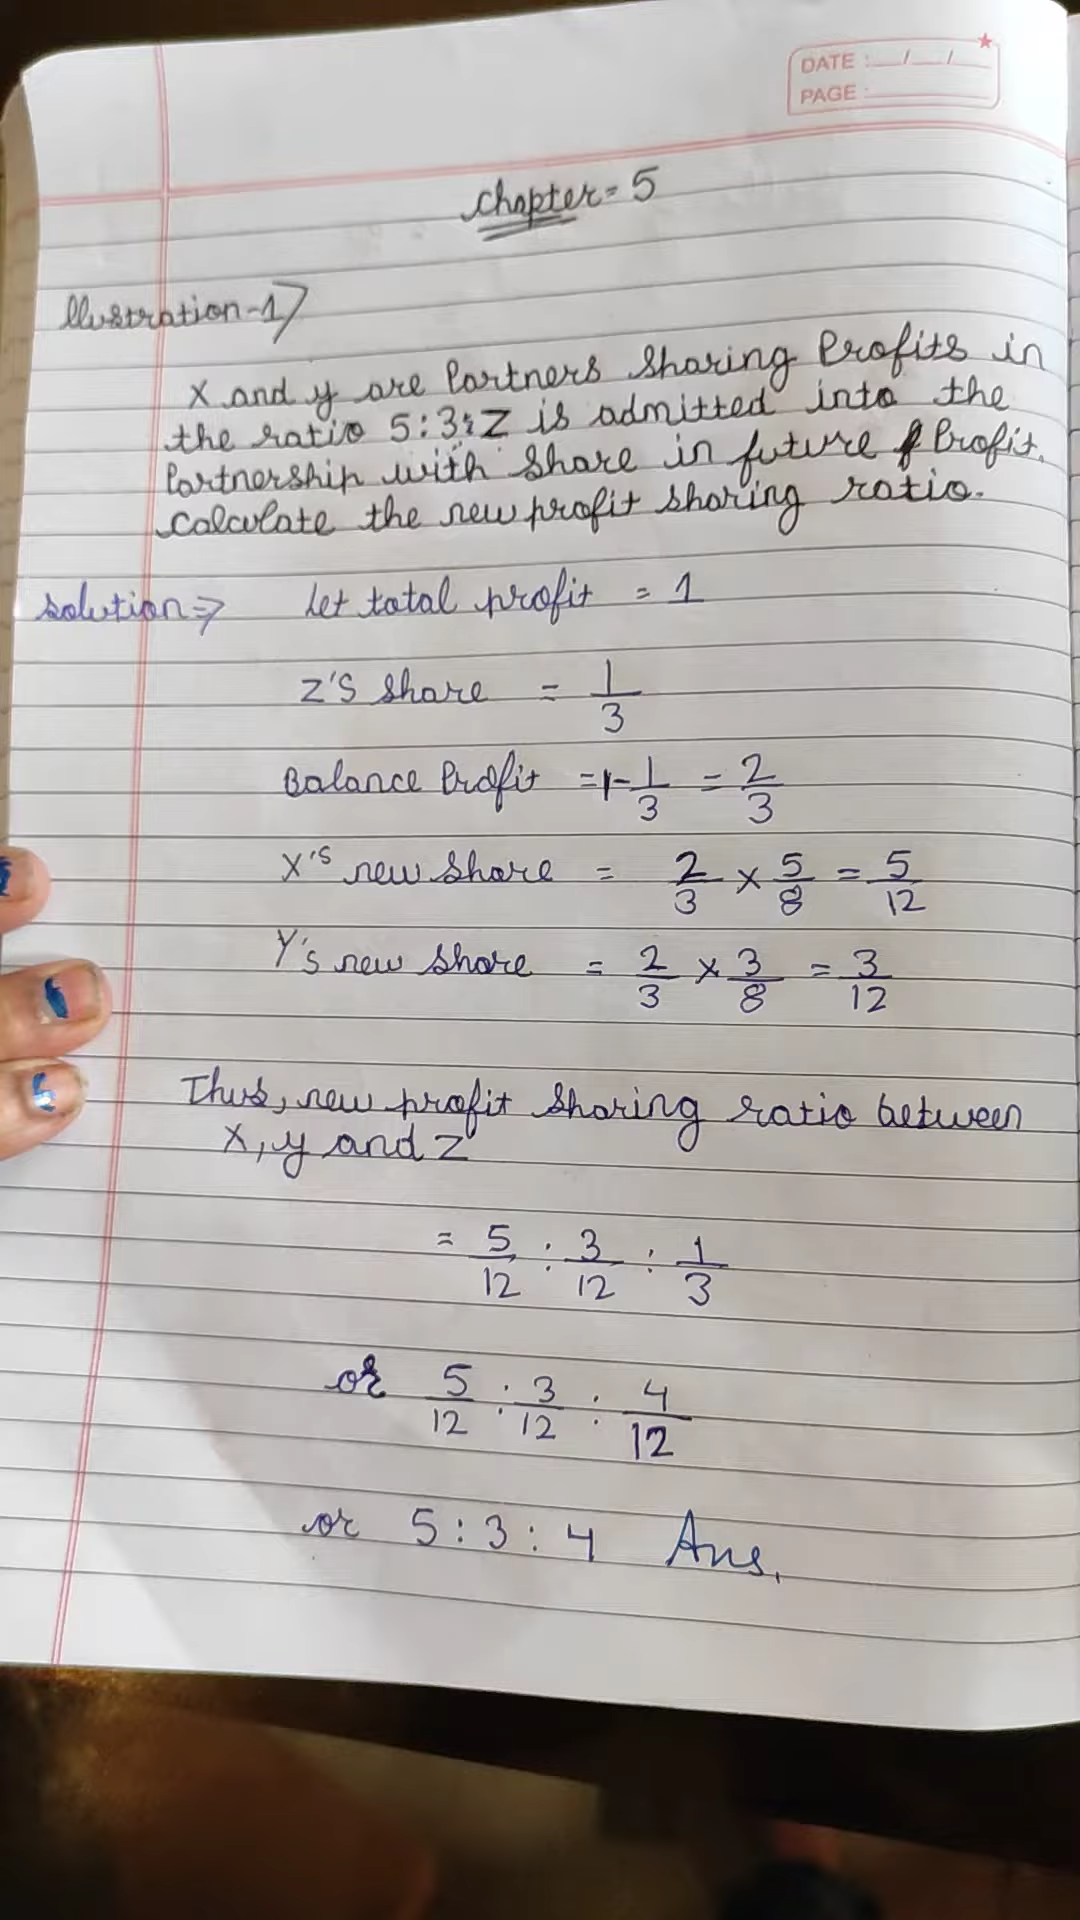 DATE : __/__/__
PAGE : ______
Chapter = 5
Illustration-1)
X and y are Partners Sharing Profits in
the ratio 5:3: Z is admitted into the
Partnership with Share in future Profit.
Calculate the new profit sharing ratio.
Solution => Let total profit = 1
Z'S Share = 1/3
Balance Profit = 1 - 1/3 = 2/3
X'S new Share = 2/3 × 5/8 = 5/12
Y's new Share = 2/3 × 3/8 = 3/12
Thus, new profit Sharing ratio between
X, y and Z
= 5/12 : 3/12 : 1/3
or 5/12 : 3/12 : 4/12
or 5 : 3 : 4 Ans.